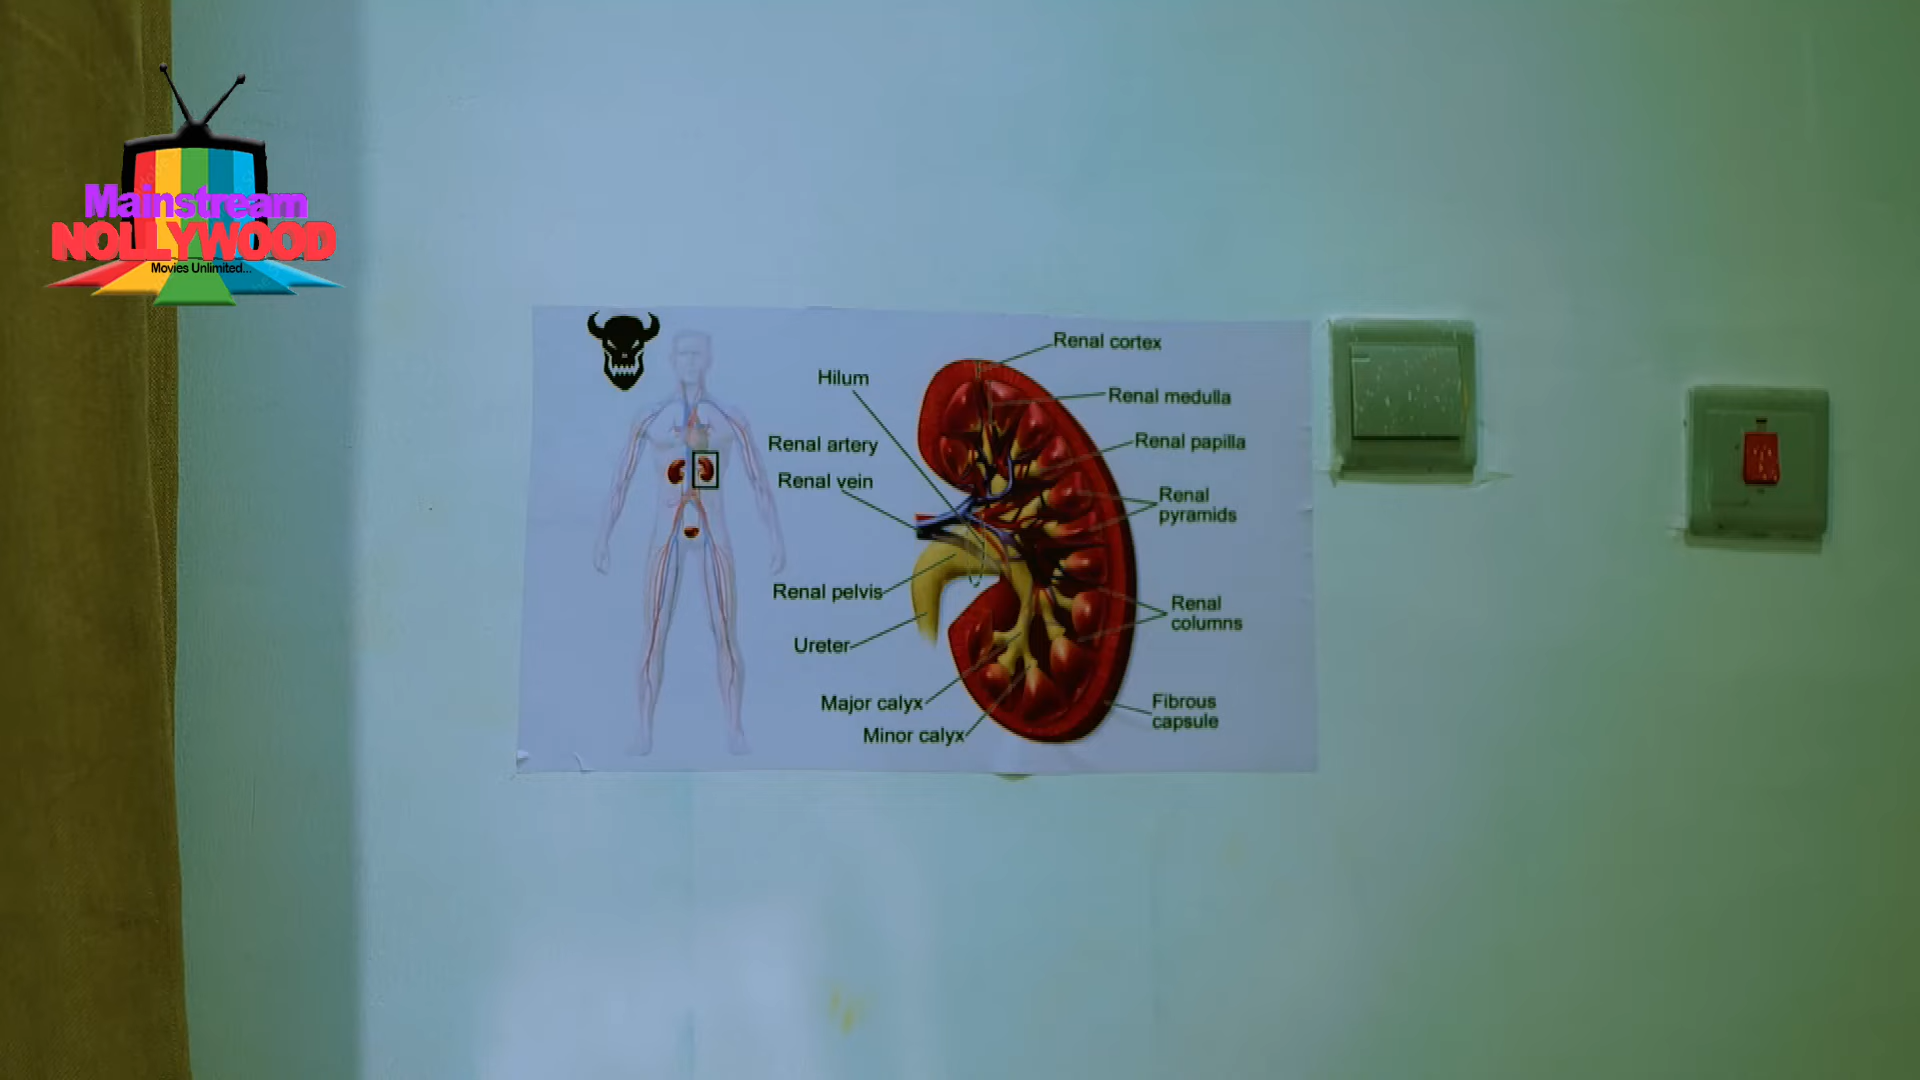 Mainstream
NOLLYWOOD
Movies Unlimited...
Renal cortex
Hilum
Renal medulla
Renal artery
Renal papilla
Renal vein
Renal
pyramids
Renal pelvis
Renal
columns
Ureter
Major calyx
Fibrous
capsule
Minor calyx